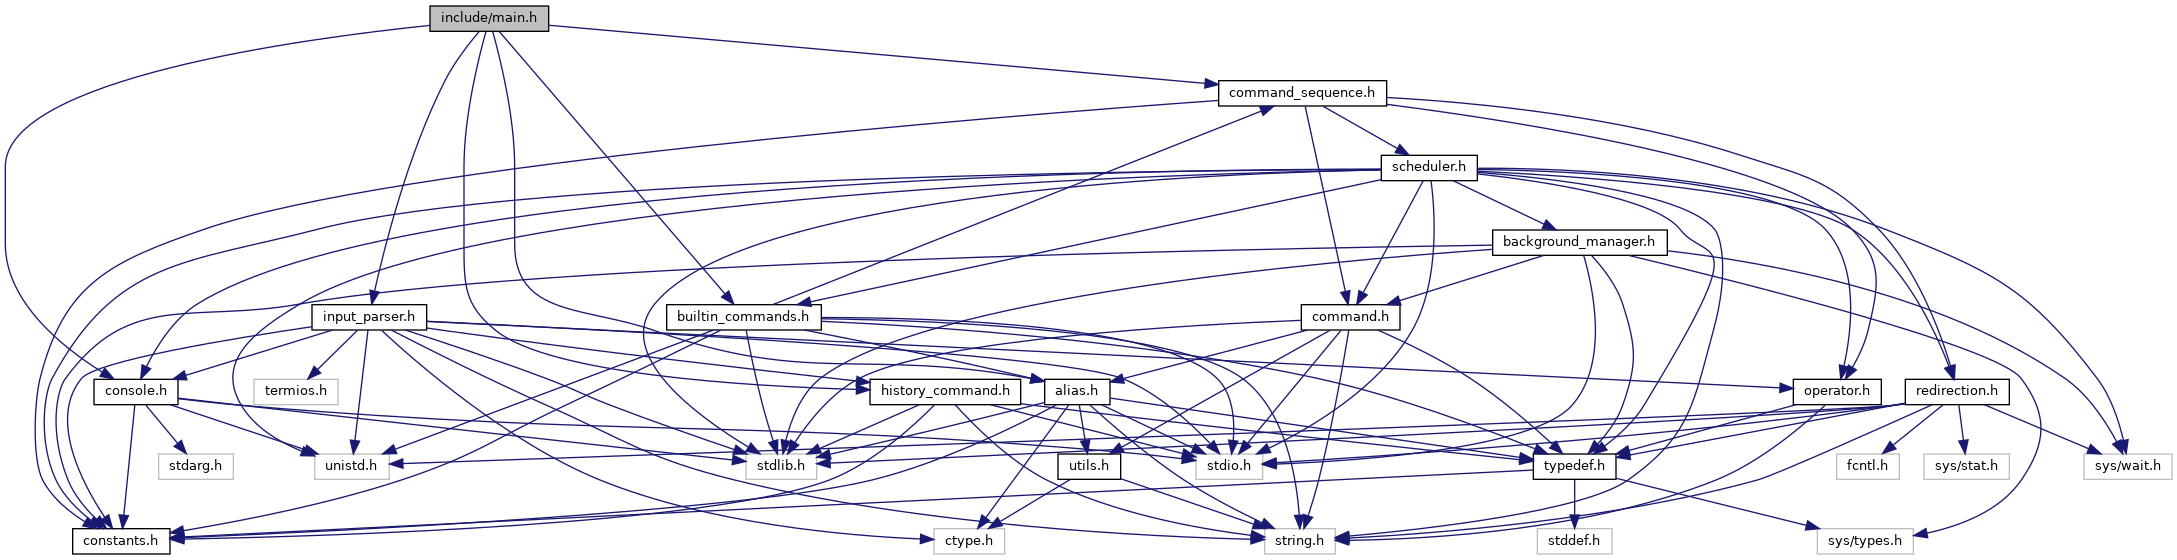 include/main.h
command_sequence.h
scheduler.h
background_manager.h
input_parser.h
builtin_commands.h
command.h
console.h
termios.h
history_command.h
alias.h
operator.h
redirection.h
stdarg.h
unistd.h
stdlib.h
utils.h
stdio.h
typedef.h
fcntl.h
sys/stat.h
sys/wait.h
constants.h
ctype.h
string.h
stddef.h
sys/types.h